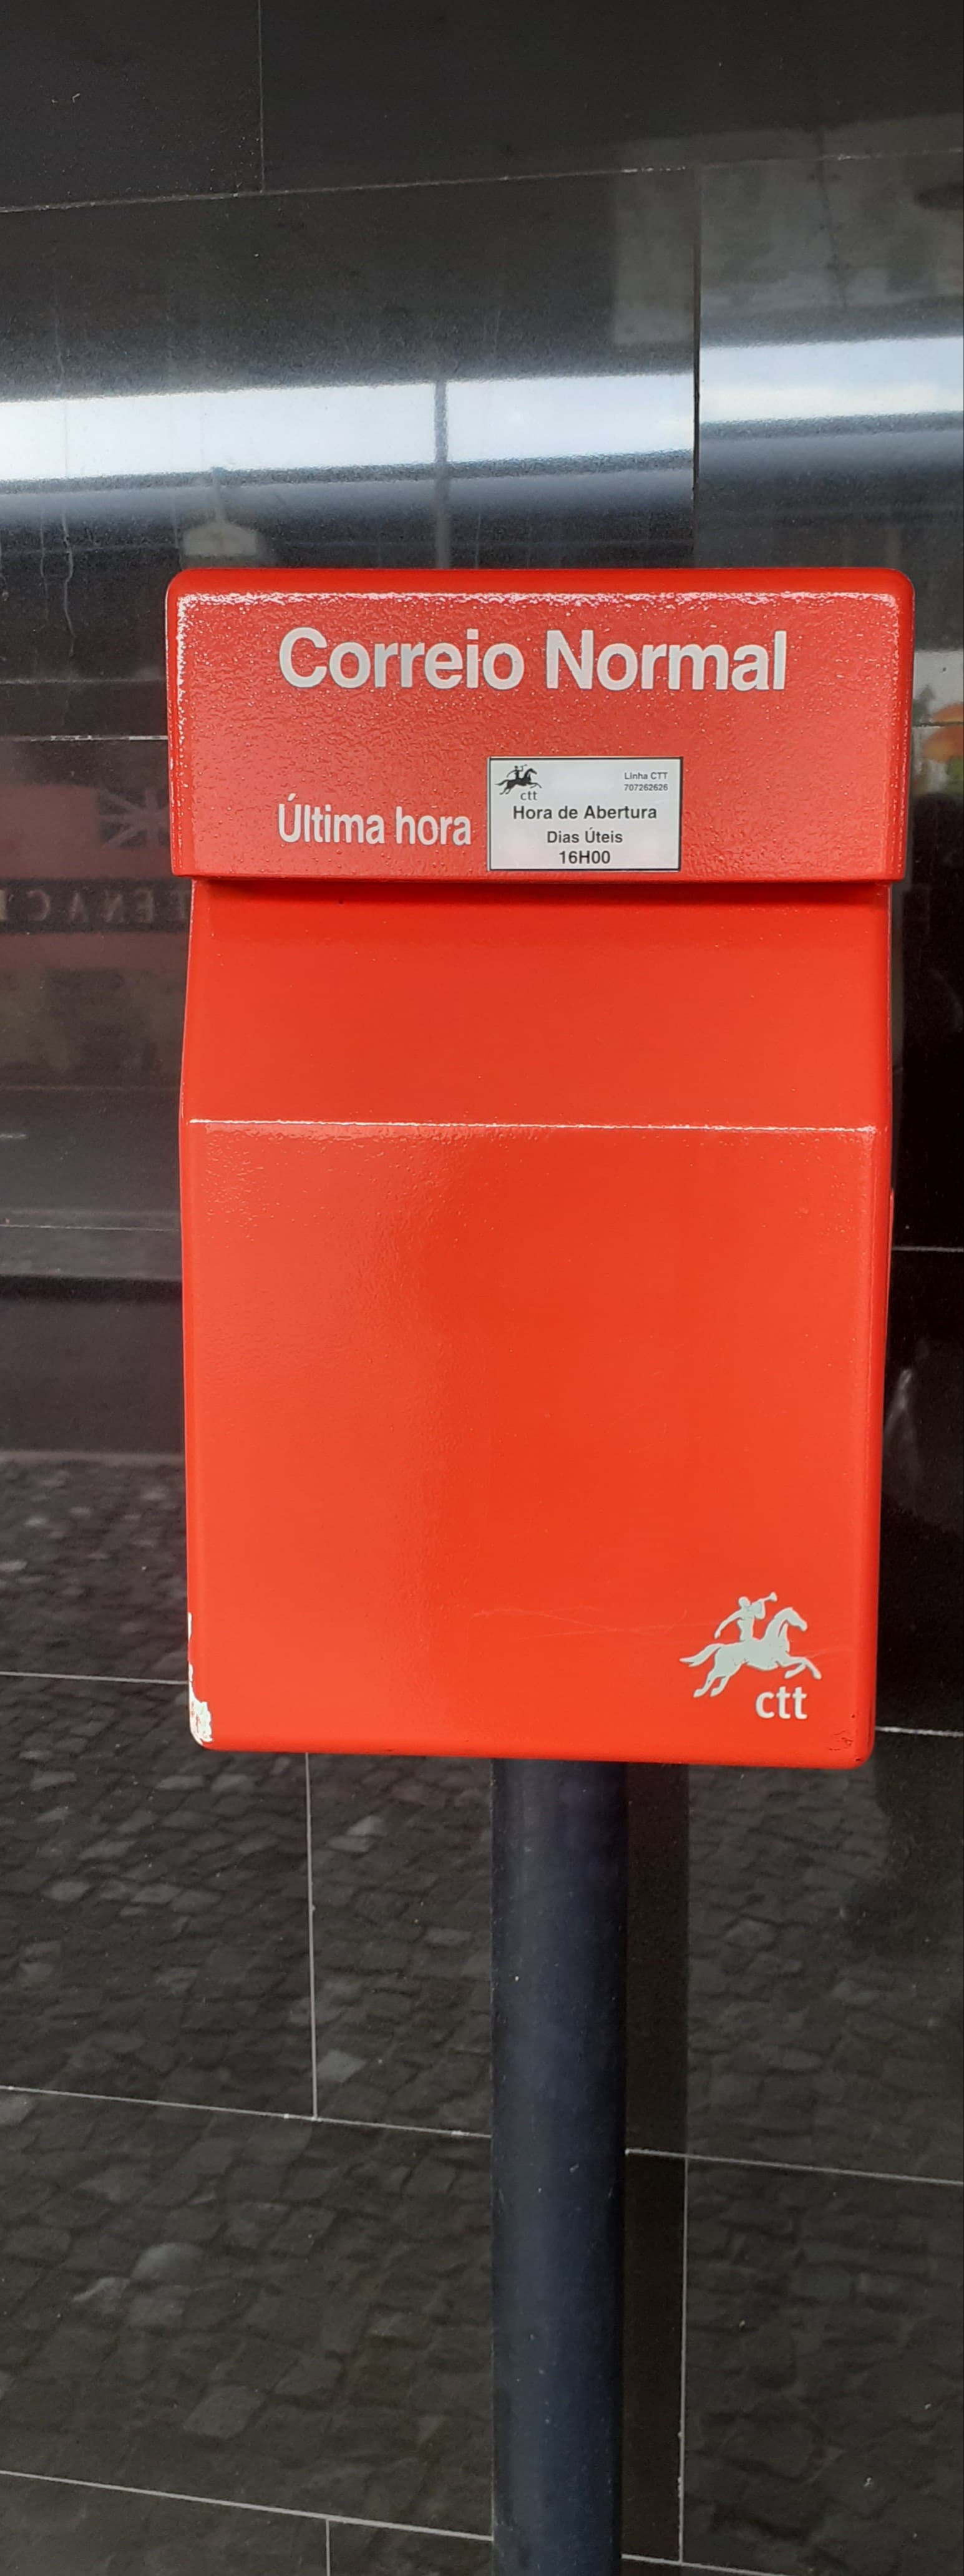 Correio Normal
Última hora
ctt
Linha CTT
707262626
Hora de Abertura
Dias Úteis
16H00
ctt